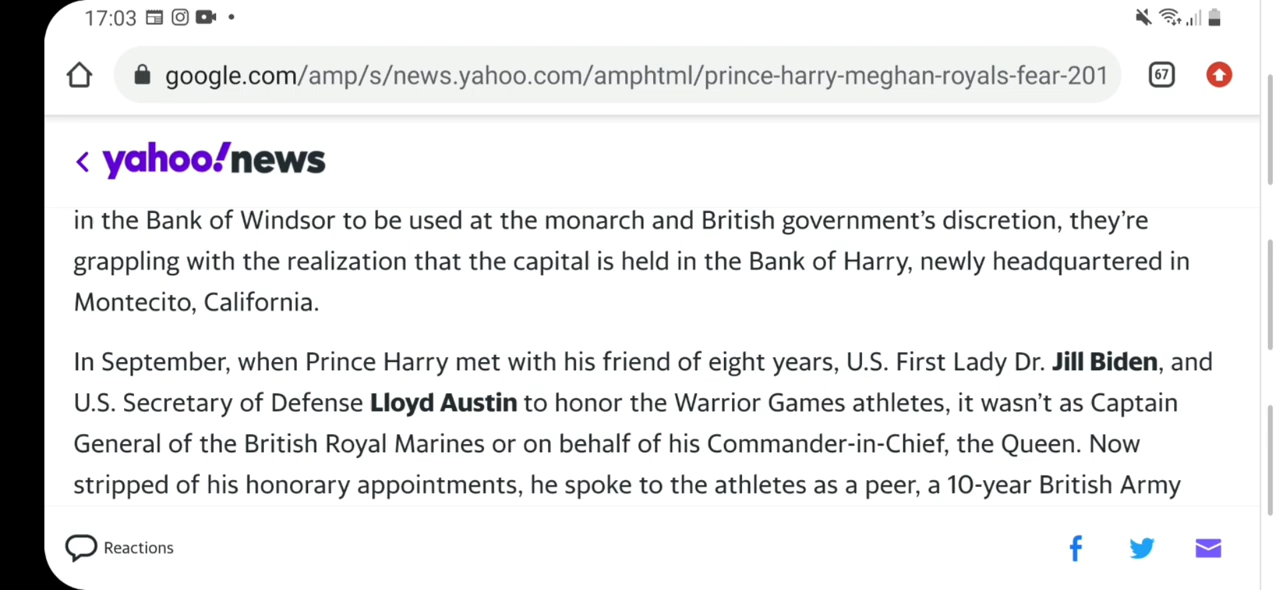 17:03
google.com/amp/s/news.yahoo.com/amphtml/prince-harry-meghan-royals-fear-201
67
yahoo!news
in the Bank of Windsor to be used at the monarch and British government's discretion, they're
grappling with the realization that the capital is held in the Bank of Harry, newly headquartered in
Montecito, California.
In September, when Prince Harry met with his friend of eight years, U.S. First Lady Dr. Jill Biden, and
U.S. Secretary of Defense Lloyd Austin to honor the Warrior Games athletes, it wasn't as Captain
General of the British Royal Marines or on behalf of his Commander-in-Chief, the Queen. Now
stripped of his honorary appointments, he spoke to the athletes as a peer, a 10-year British Army
Reactions